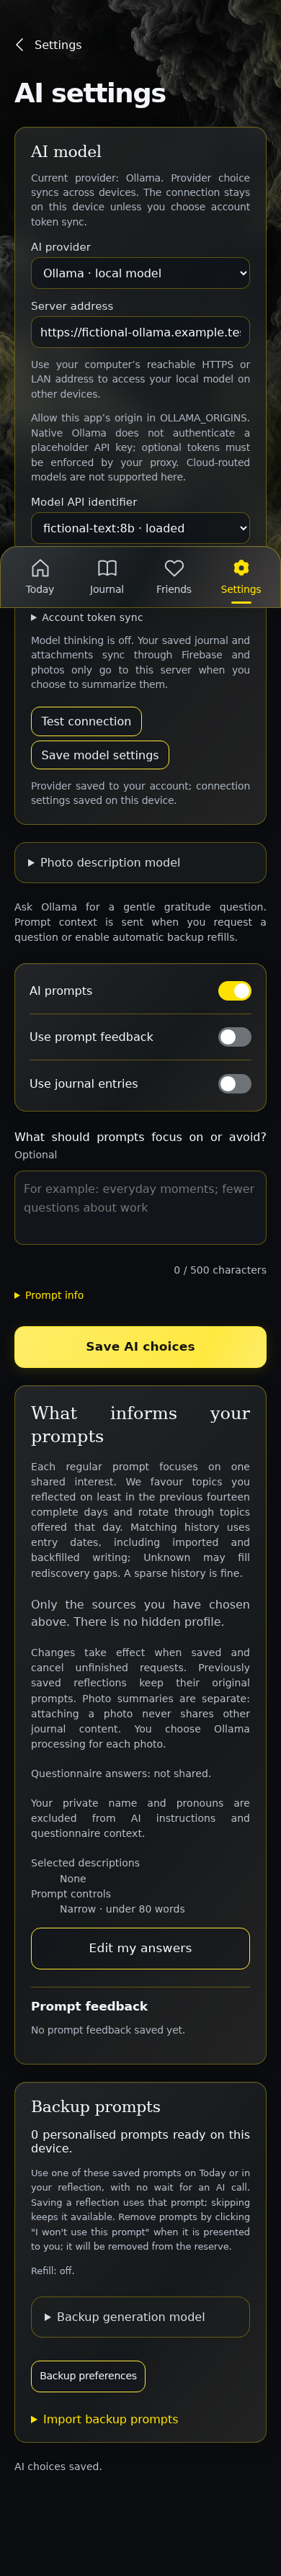 Settings
AI settings
AI model
Current provider: Ollama. Provider choice
syncs across devices. The connection stays
on this device unless you choose account
token sync.
AI provider
Ollama · local model
Server address
https://fictional-ollama.example.te
Use your computer's reachable HTTPS or
LAN address to access your local model on
other devices.
Allow this app's origin in OLLAMA_ORIGINS.
Native Ollama does not authenticate a
placeholder API key; optional tokens must
be enforced by your proxy. Cloud-routed
models are not supported here.
Model API identifier
fictional-text:8b · loaded
Today Journal Friends Settings
Account token sync
Model thinking is off. Your saved journal and
attachments sync through Firebase and
photos only go to this server when you
choose to summarize them.
Test connection
Save model settings
Provider saved to your account; connection
settings saved on this device.
Photo description model
Ask Ollama for a gentle gratitude question.
Prompt context is sent when you request a
question or enable automatic backup refills.
AI prompts
Use prompt feedback
Use journal entries
What should prompts focus on or avoid?
Optional
For example: everyday moments; fewer
questions about work
0 / 500 characters
Prompt info
Save AI choices
What informs your
prompts
Each regular prompt focuses on one
shared interest. We favour topics you
reflected on least in the previous fourteen
complete days and rotate through topics
offered that day. Matching history uses
entry dates, including imported and
backfilled writing; Unknown may fill
rediscovery gaps. A sparse history is fine.
Only the sources you have chosen
above. There is no hidden profile.
Changes take effect when saved and
cancel unfinished requests. Previously
saved reflections keep their original
prompts. Photo summaries are separate:
attaching a photo never shares other
journal content. You choose Ollama
processing for each photo.
Questionnaire answers: not shared.
Your private name and pronouns are
excluded from AI instructions and
questionnaire context.
Selected descriptions
None
Prompt controls
Narrow · under 80 words
Edit my answers
Prompt feedback
No prompt feedback saved yet.
Backup prompts
0 personalised prompts ready on this
device.
Use one of these saved prompts on Today or in
your reflection, with no wait for an AI call.
Saving a reflection uses that prompt; skipping
keeps it available. Remove prompts by clicking
"I won't use this prompt" when it is presented
to you; it will be removed from the reserve.
Refill: off.
Backup generation model
Backup preferences
Import backup prompts
AI choices saved.